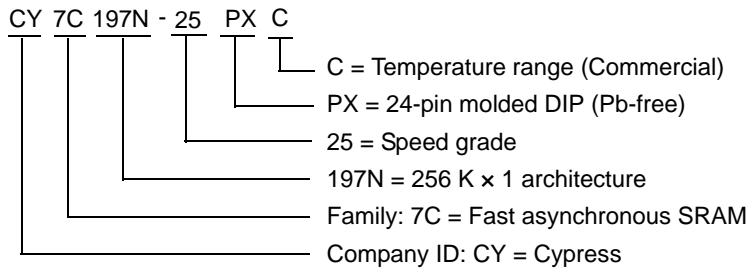 CY 7C 197N - 25 PX C
C = Temperature range (Commercial)
PX = 24-pin molded DIP (Pb-free)
25 = Speed grade
197N = 256 K × 1 architecture
Family: 7C = Fast asynchronous SRAM
Company ID: CY = Cypress